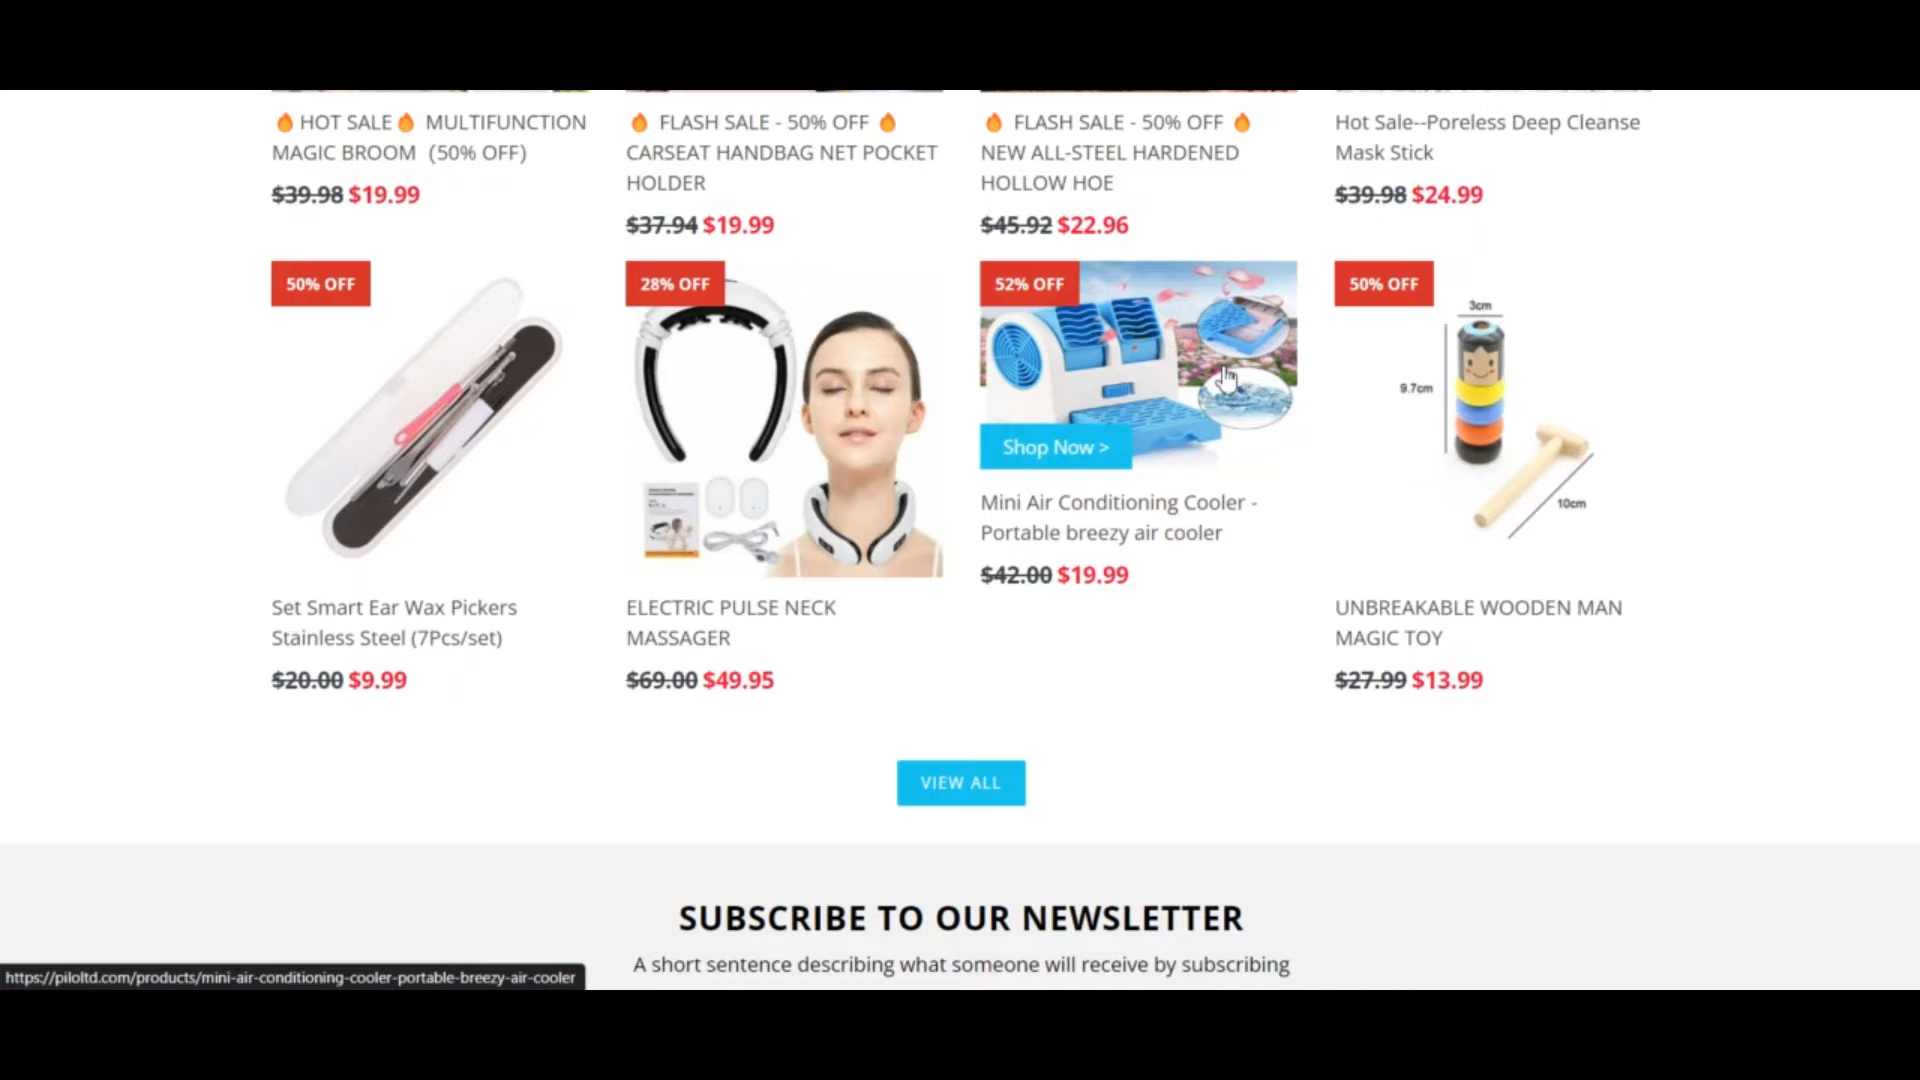 🔥HOT SALE🔥 MULTIFUNCTION
MAGIC BROOM (50% OFF)
$39.98 $19.99
🔥 FLASH SALE - 50% OFF 🔥
CARSEAT HANDBAG NET POCKET
HOLDER
$37.94 $19.99
🔥 FLASH SALE - 50% OFF 🔥
NEW ALL-STEEL HARDENED
HOLLOW HOE
$45.92 $22.96
Hot Sale--Poreless Deep Cleanse
Mask Stick
$39.98 $24.99
50% OFF
Set Smart Ear Wax Pickers
Stainless Steel (7Pcs/set)
$20.00 $9.99
28% OFF
ELECTRIC PULSE NECK
MASSAGER
$69.00 $49.95
52% OFF
Shop Now >
Mini Air Conditioning Cooler -
Portable breezy air cooler
$42.00 $19.99
50% OFF
3cm
9.7cm
10cm
UNBREAKABLE WOODEN MAN
MAGIC TOY
$27.99 $13.99
VIEW ALL
SUBSCRIBE TO OUR NEWSLETTER
A short sentence describing what someone will receive by subscribing
https://piloltd.com/products/mini-air-conditioning-cooler-portable-breezy-air-cooler